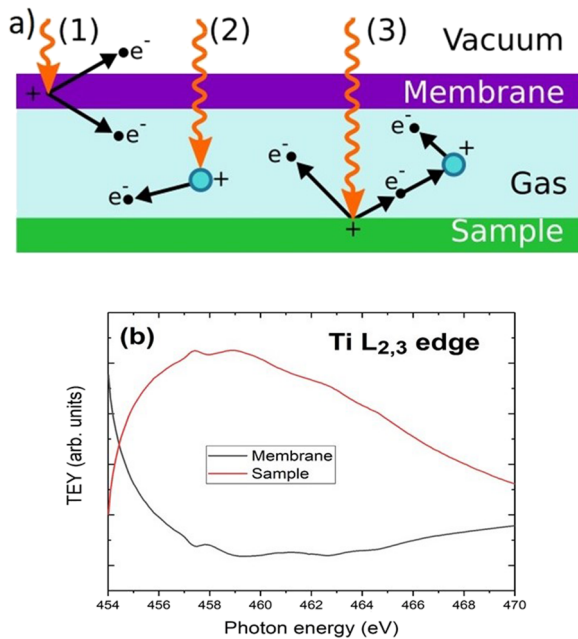 a) (1) (2) (3) Vacuum
e-
+ Membrane
e- e-
e- + e- + Gas
e-
+ Sample
(b) Ti L2,3 edge
TEY (arb. units)
Membrane
Sample
454 456 458 460 462 464 466 468 470
Photon energy (eV)